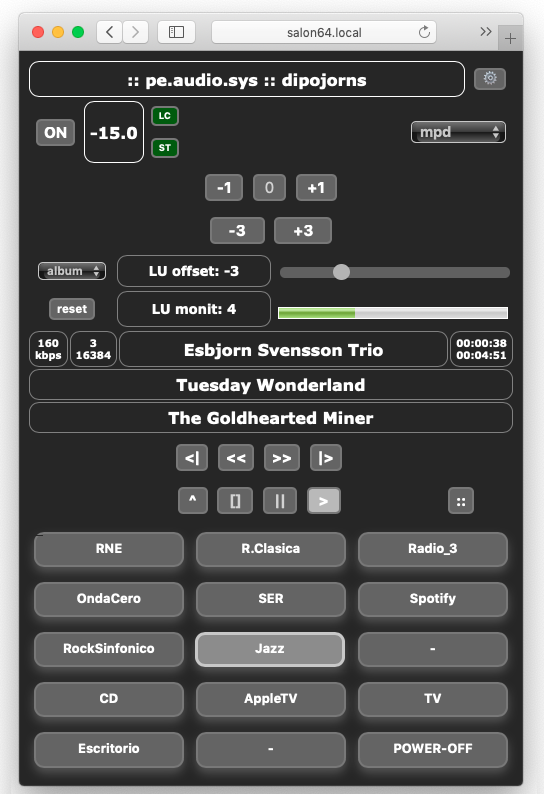 salon64.local
:: pe.audio.sys :: dipojorns
ON
-15.0
LC
ST
mpd
-1 0 +1
-3 +3
album
LU offset: -3
reset
LU monit: 4
160
kbps
3
16384
Esbjorn Svensson Trio
00:00:38
00:04:51
Tuesday Wonderland
The Goldhearted Miner
<| << >> |>
^ [] || > ::
RNE R.Clasica Radio_3
OndaCero SER Spotify
RockSinfonico Jazz -
CD AppleTV TV
Escritorio - POWER-OFF